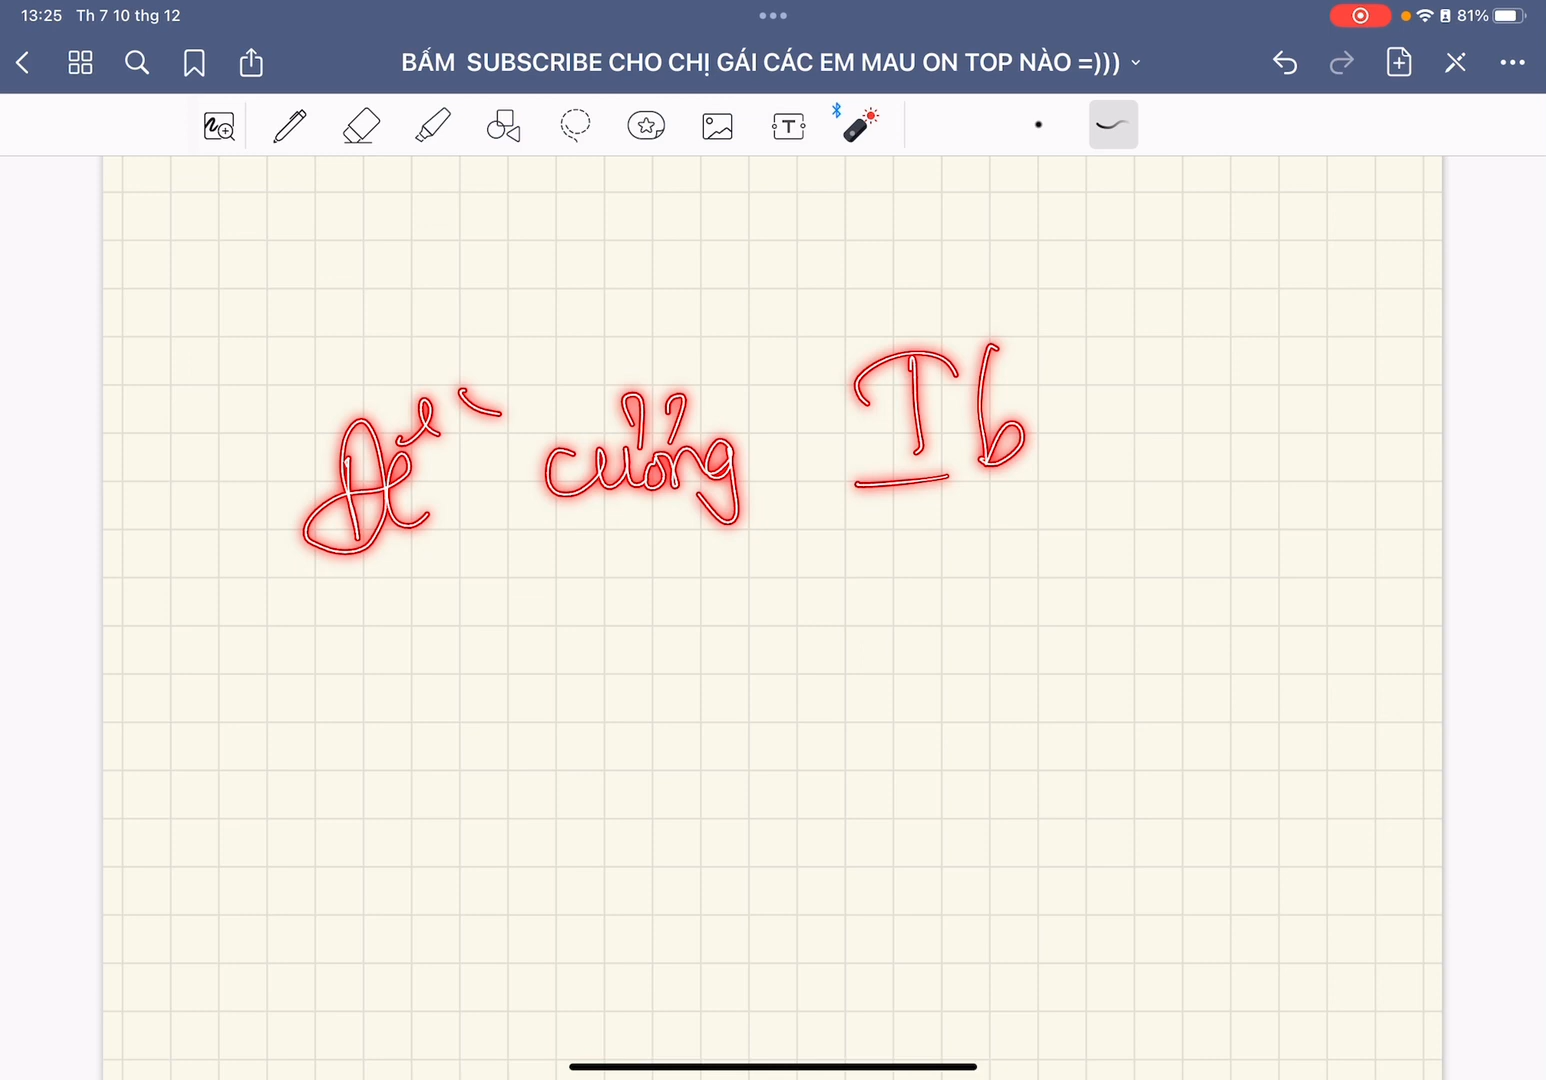 13:25 Th 7 10 thg 12
81%
BẤM SUBSCRIBE CHO CHỊ GÁI CÁC EM MAU ON TOP NÀO =)))
T
Đề cương Ib